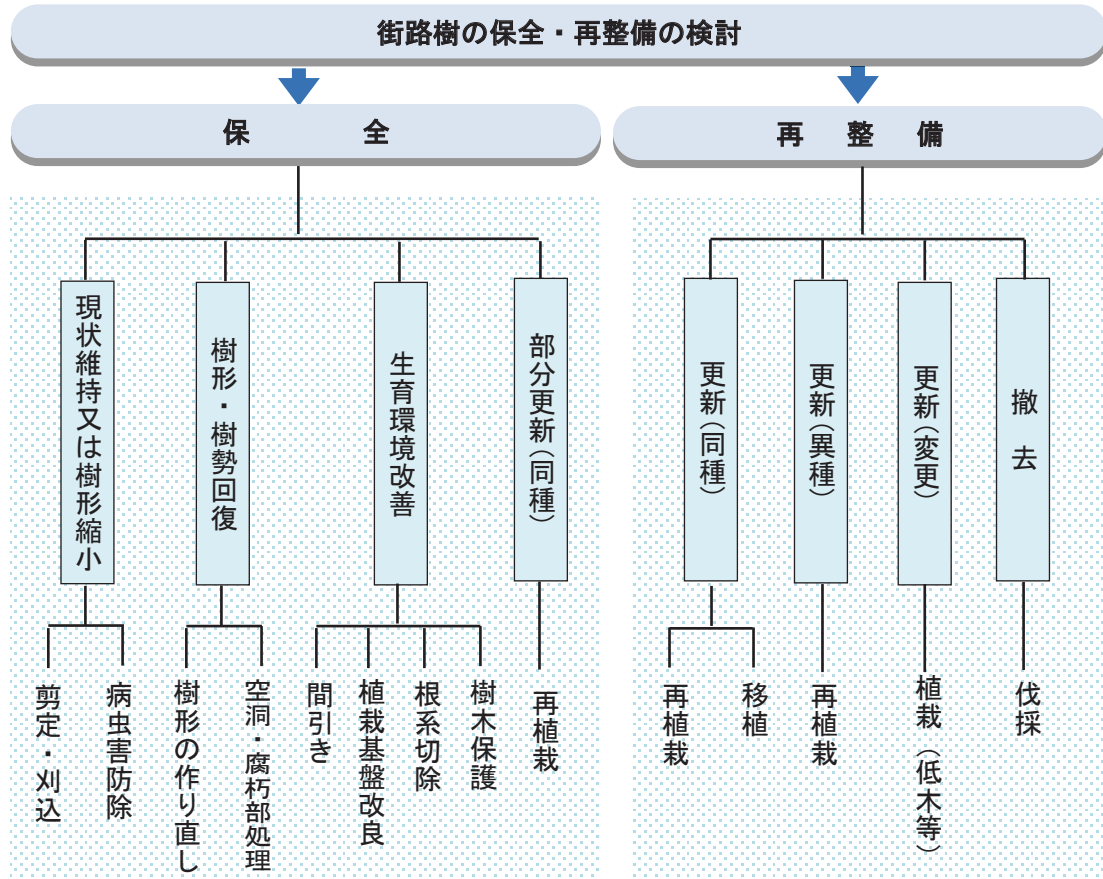 街路樹の保全・再整備の検討
保全
再整備
現状維持又は樹形縮小
樹形・樹勢回復
生育環境改善
部分更新（同種）
更新（同種）
更新（異種）
更新（変更）
撤去
剪定・刈込
病虫害防除
樹形の作り直し
空洞・腐朽部処理
間引き
植栽基盤改良
根系切除
樹木保護
再植栽
再植栽
移植
再植栽
植栽（低木等）
伐採